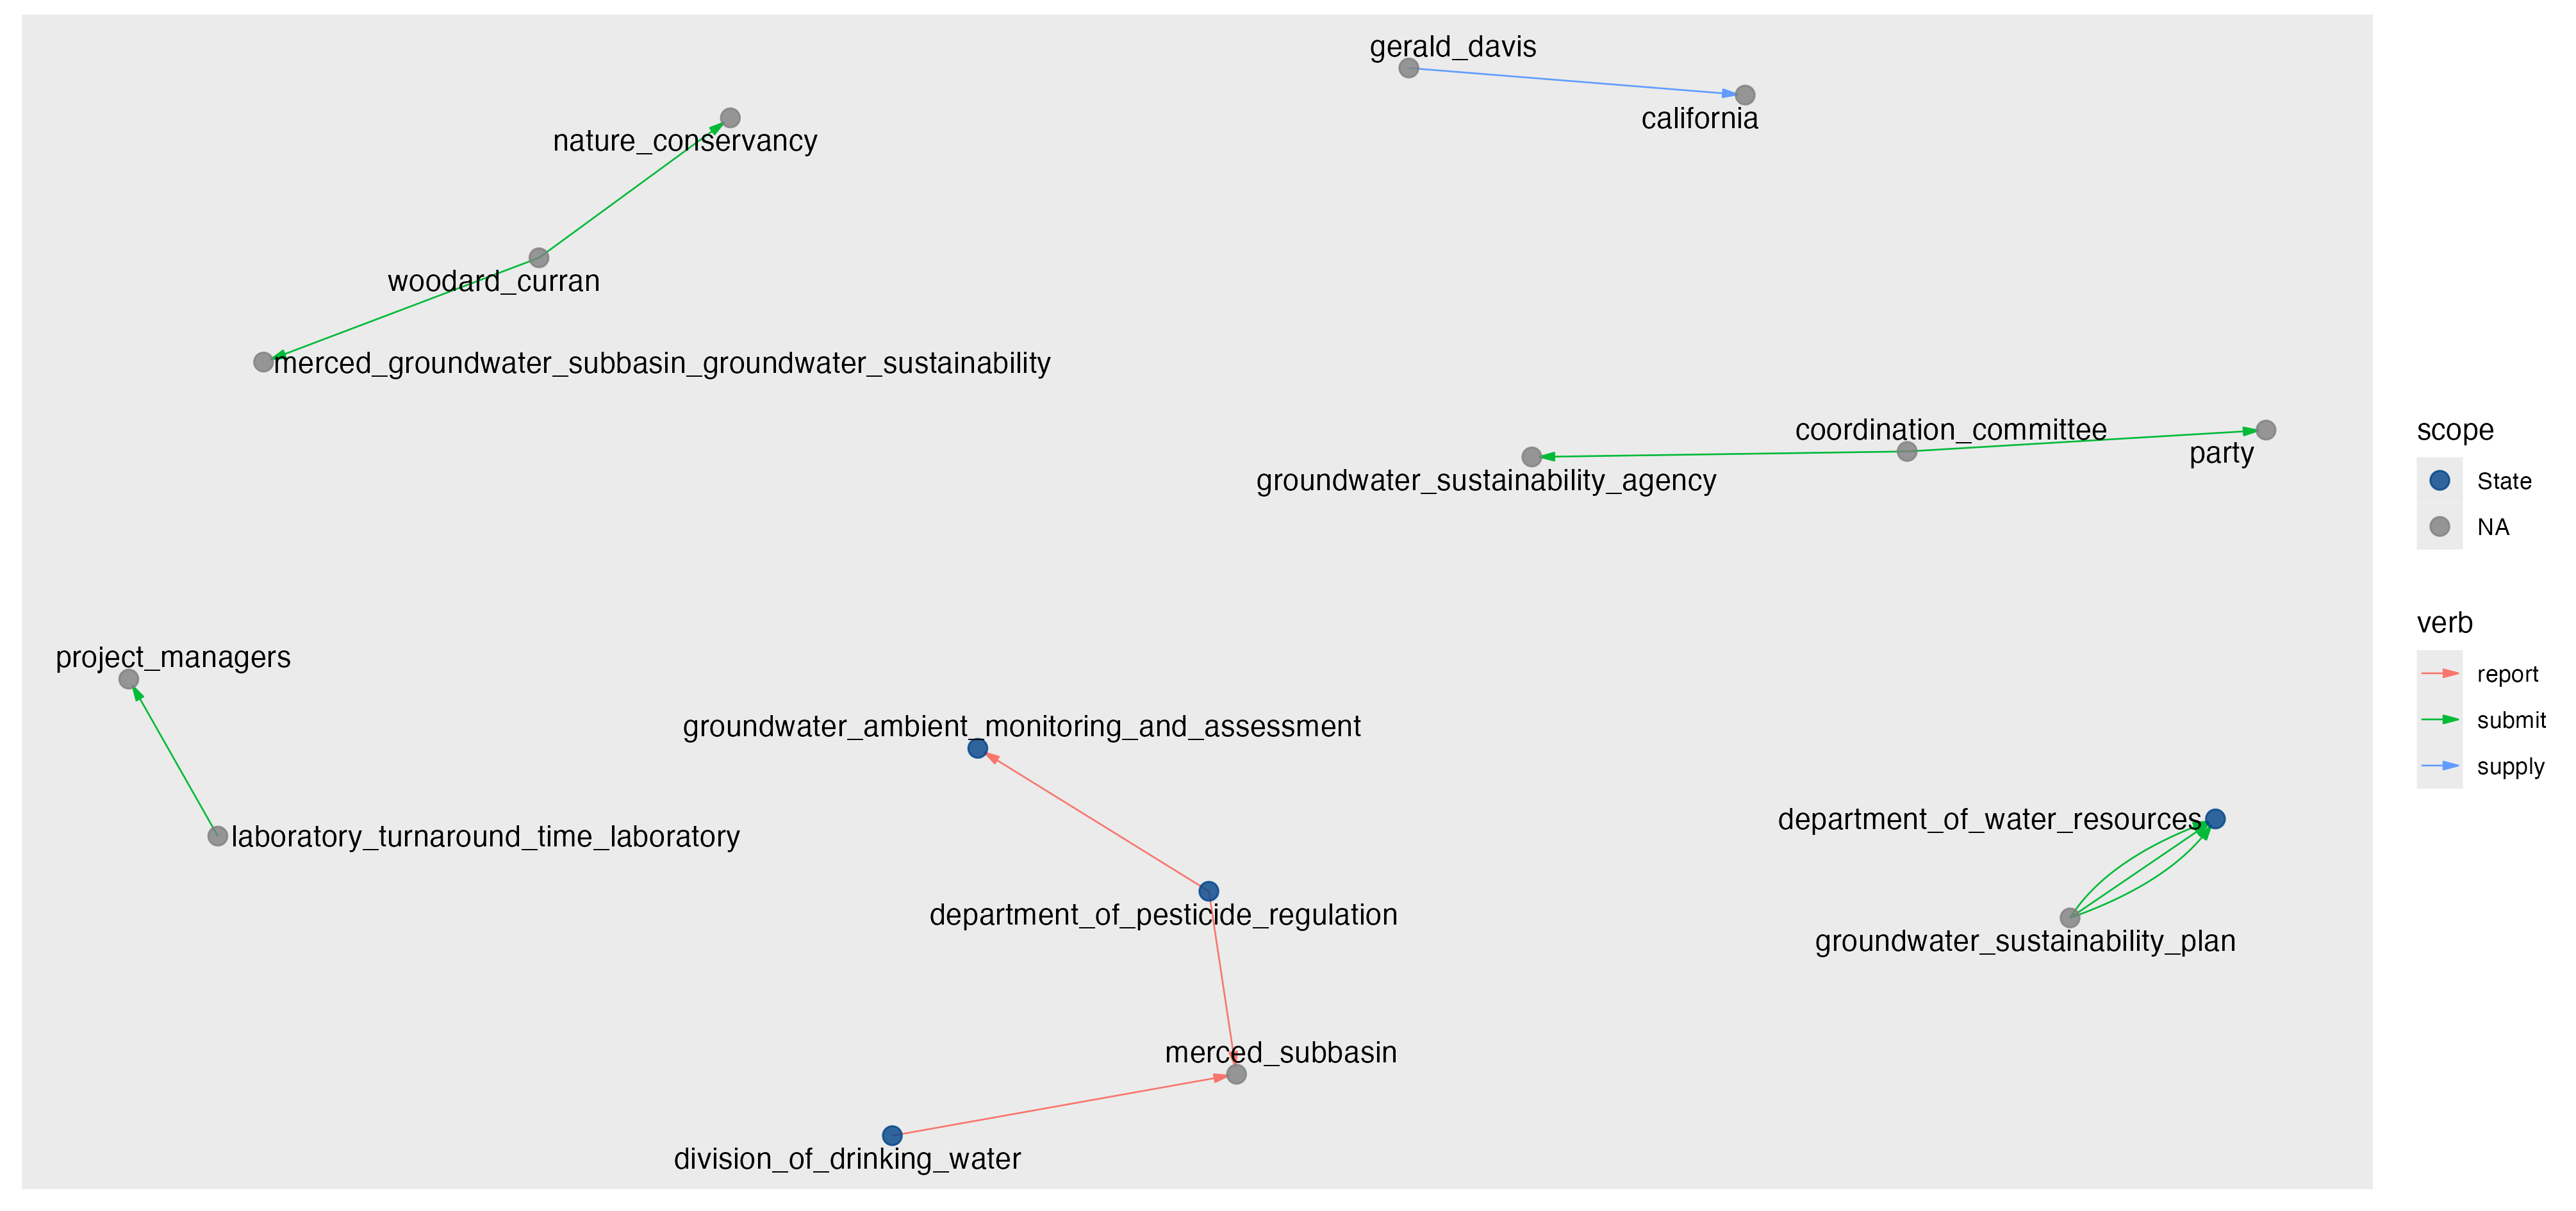 gerald_davis
california
nature_conservancy
woodard_curran
merced_groundwater_subbasin_groundwater_sustainability
coordination_committee
party
groundwater_sustainability_agency
project_managers
groundwater_ambient_monitoring_and_assessment
laboratory_turnaround_time_laboratory
department_of_water_resources
department_of_pesticide_regulation
groundwater_sustainability_plan
merced_subbasin
division_of_drinking_water
scope
State
NA
verb
report
submit
supply